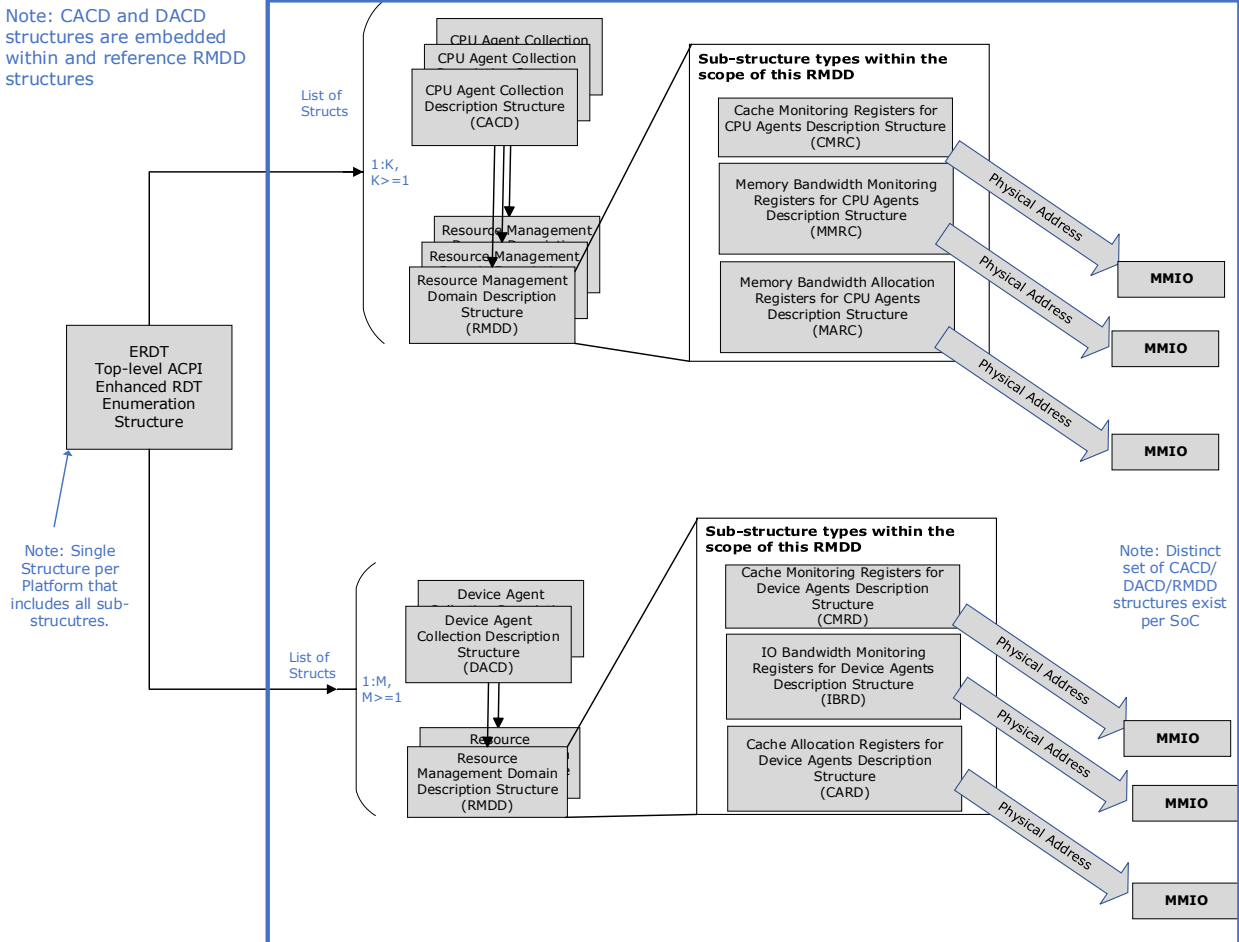 Note: CACD and DACD
structures are embedded
within and reference RMDD
structures
List of
Structs
1:K,
K>=1
CPU Agent Collection
CPU Agent Collection
CPU Agent Collection
Description Structure
(CACD)
Resource Management
Resource Management
Resource Management
Domain Description
Structure
(RMDD)
Sub-structure types within the
scope of this RMDD
Cache Monitoring Registers for
CPU Agents Description Structure
(CMRC)
Memory Bandwidth Monitoring
Registers for CPU Agents
Description Structure
(MMRC)
Memory Bandwidth Allocation
Registers for CPU Agents
Description Structure
(MARC)
Physical Address
Physical Address
Physical Address
MMIO
MMIO
MMIO
ERDT
Top-level ACPI
Enhanced RDT
Enumeration
Structure
Note: Single
Structure per
Platform that
includes all sub-
strucutres.
List of
Structs
1:M,
M>=1
Device Agent
Device Agent
Collection Description
Structure
(DACD)
Resource
Resource
Management Domain
Description Structure
(RMDD)
Sub-structure types within the
scope of this RMDD
Cache Monitoring Registers for
Device Agents Description
Structure
(CMRD)
IO Bandwidth Monitoring
Registers for Device Agents
Description Structure
(IBRD)
Cache Allocation Registers for
Device Agents Description
Structure
(CARD)
Physical Address
Physical Address
Physical Address
MMIO
MMIO
MMIO
Note: Distinct
set of CACD/
DACD/RMDD
structures exist
per SoC